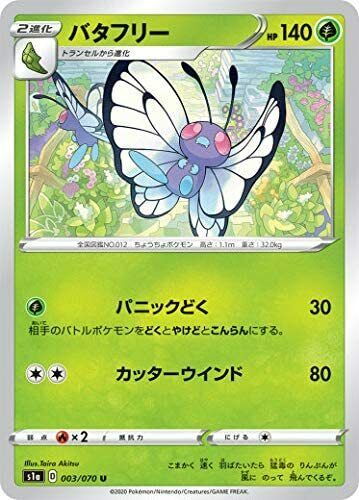 2進化
バタフリー
HP 140
トランセルから進化
全国図鑑NO.012 ちょうちょポケモン 高さ:1.1m 重さ:32.0kg
パニックどく 30
相手のバトルポケモンをどくとやけどとこんらんにする。
あいて
カッターウインド 80
弱点 ×2 抵抗力 にげる
Illus.Taira Akitsu
s1a D 003/070 U
こまかく 速く 羽ばたいたら 猛毒の
りんぷんが 風に のって 飛んでくるぞ。
©2020 Pokémon/Nintendo/Creatures/GAME FREAK.